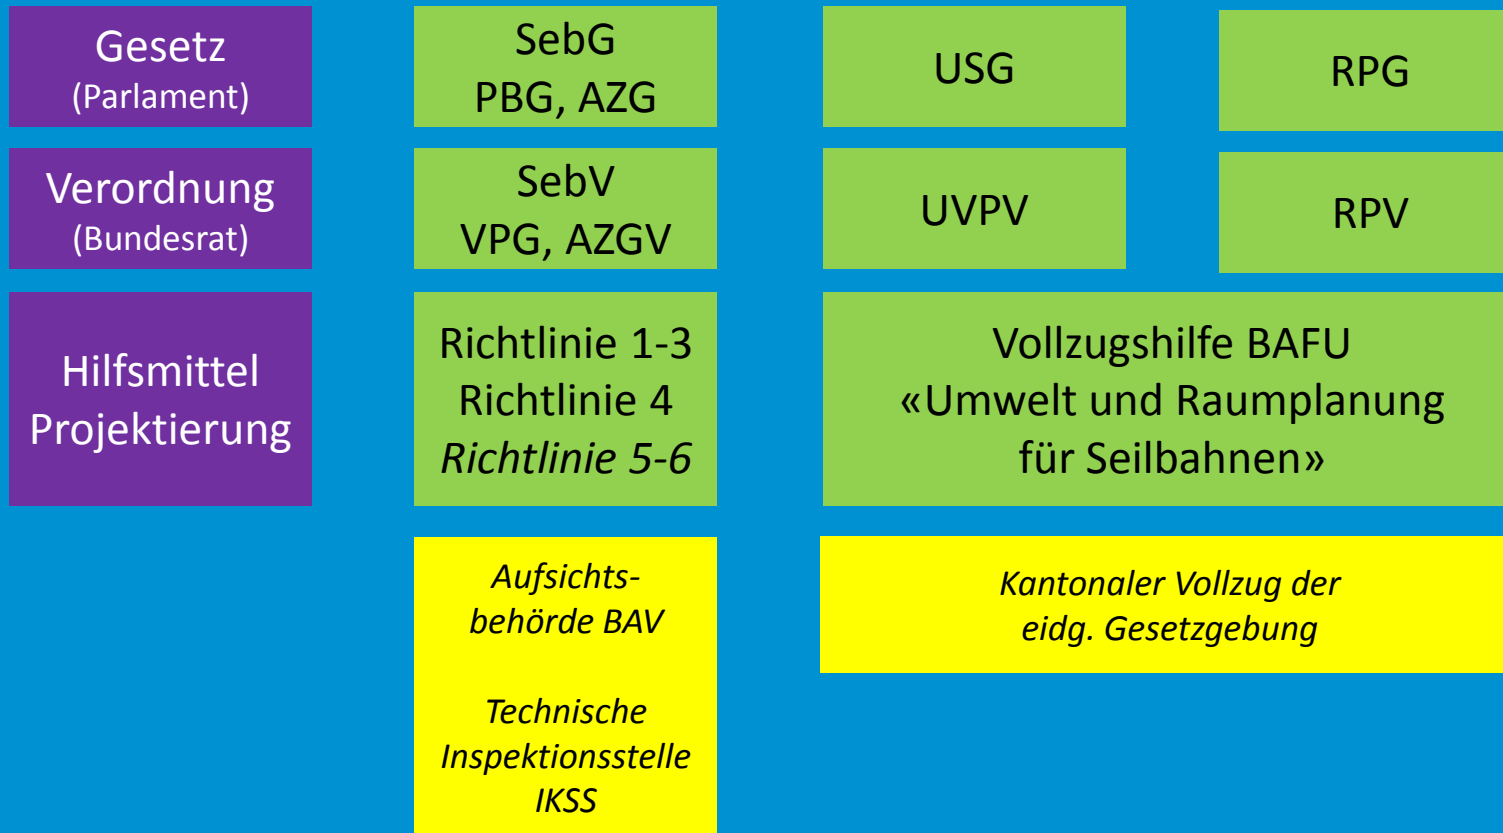 Gesetz
(Parlament)
SebG
PBG, AZG
USG
RPG
Verordnung
(Bundesrat)
SebV
VPG, AZGV
UVPV
RPV
Hilfsmittel
Projektierung
Richtlinie 1-3
Richtlinie 4
Richtlinie 5-6
Vollzugshilfe BAFU
«Umwelt und Raumplanung
für Seilbahnen»
Aufsichts-
behörde BAV
Technische
Inspektionsstelle
IKSS
Kantonaler Vollzug der
eidg. Gesetzgebung